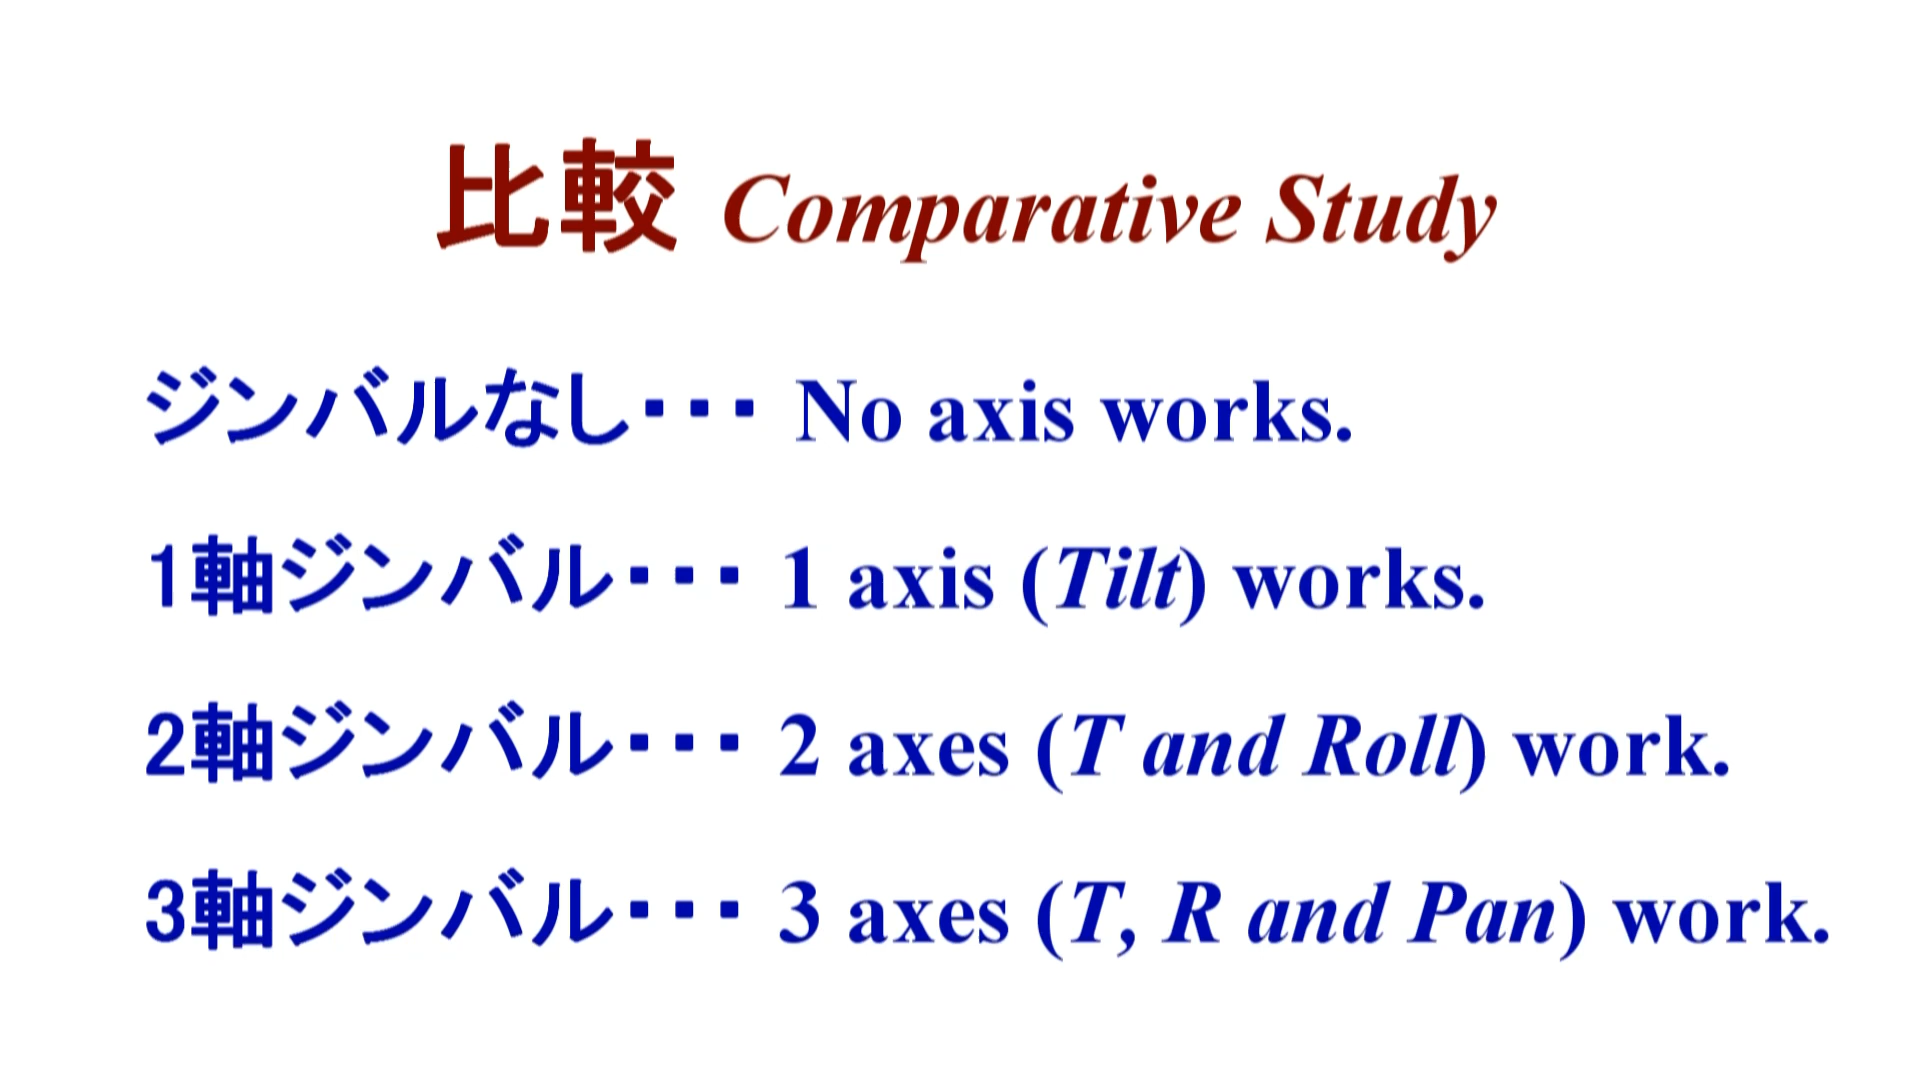 比較 Comparative Study
ジンバルなし・・・ No axis works.
1軸ジンバル・・・ 1 axis (Tilt) works.
2軸ジンバル・・・ 2 axes (T and Roll) work.
3軸ジンバル・・・ 3 axes (T, R and Pan) work.